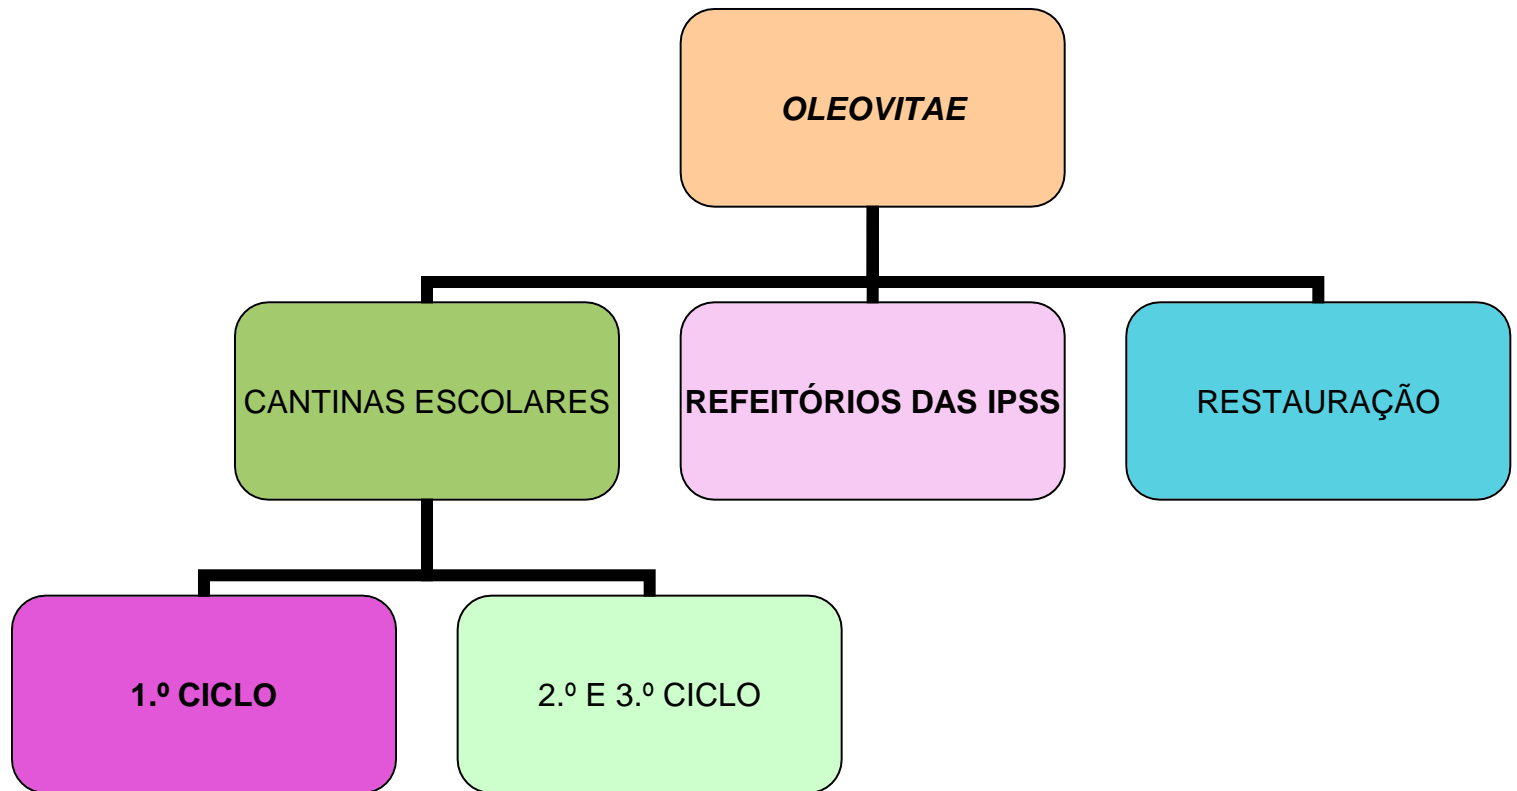 OLEOVITAE
CANTINAS ESCOLARES
REFEITÓRIOS DAS IPSS
RESTAURAÇÃO
1.º CICLO
2.º E 3.º CICLO